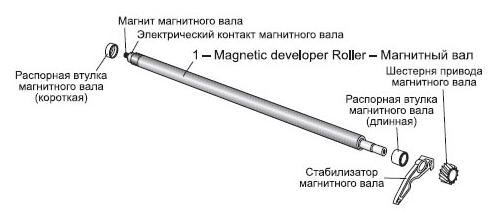 Магнит магнитного вала
Электрический контакт магнитного вала
1 – Magnetic developer Roller – Магнитный вал
Распорная втулка
магнитного вала
(короткая)
Шестерня привода
магнитного вала
Распорная втулка
магнитного вала
(длинная)
Стабилизатор
магнитного вала